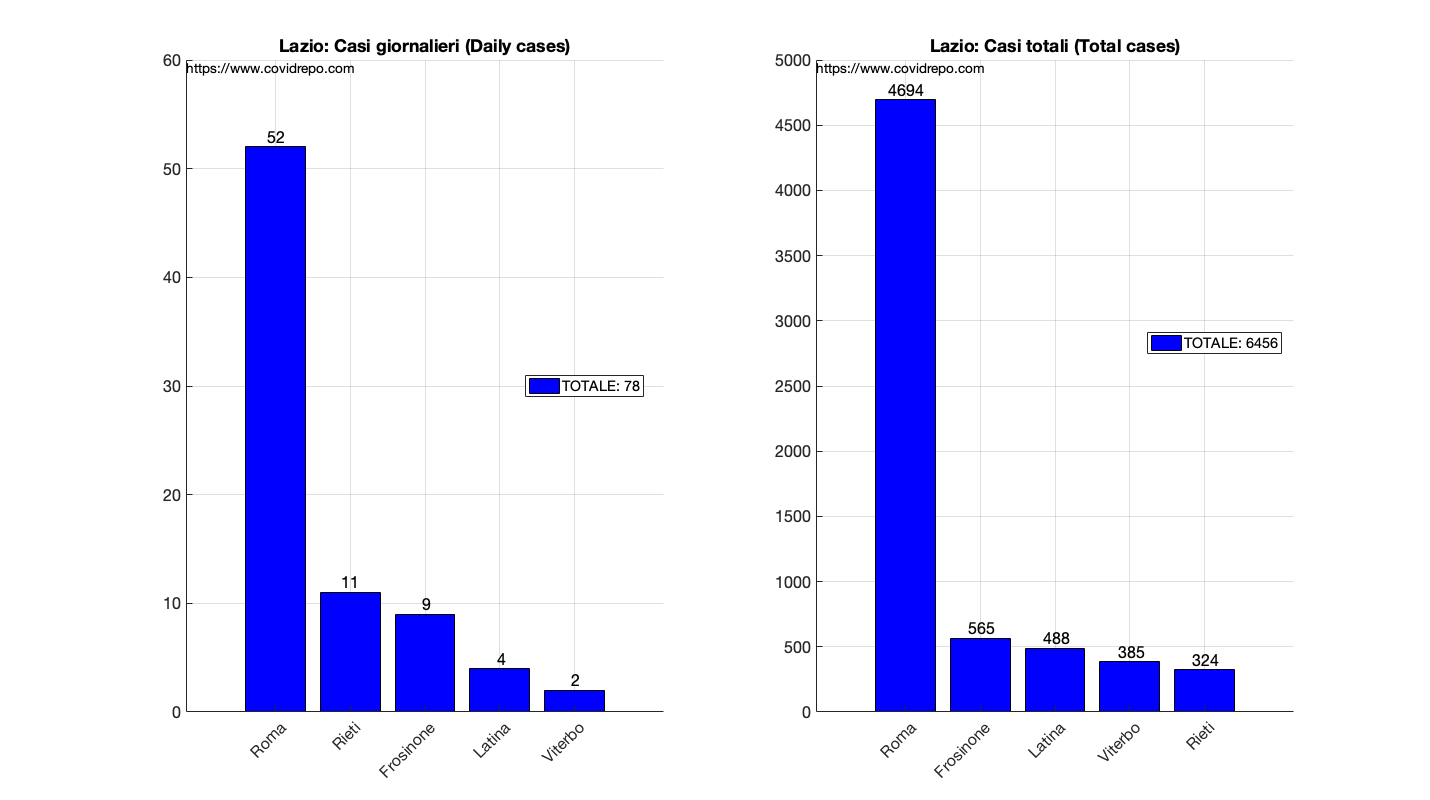 Lazio: Casi giornalieri (Daily cases)
https://www.covidrepo.com
60
50
40
30
20
10
0
52
11
9
4
2
TOTALE: 78
Roma
Rieti
Frosinone
Latina
Viterbo
Lazio: Casi totali (Total cases)
https://www.covidrepo.com
5000
4500
4000
3500
3000
2500
2000
1500
1000
500
0
4694
565
488
385
324
TOTALE: 6456
Roma
Frosinone
Latina
Viterbo
Rieti